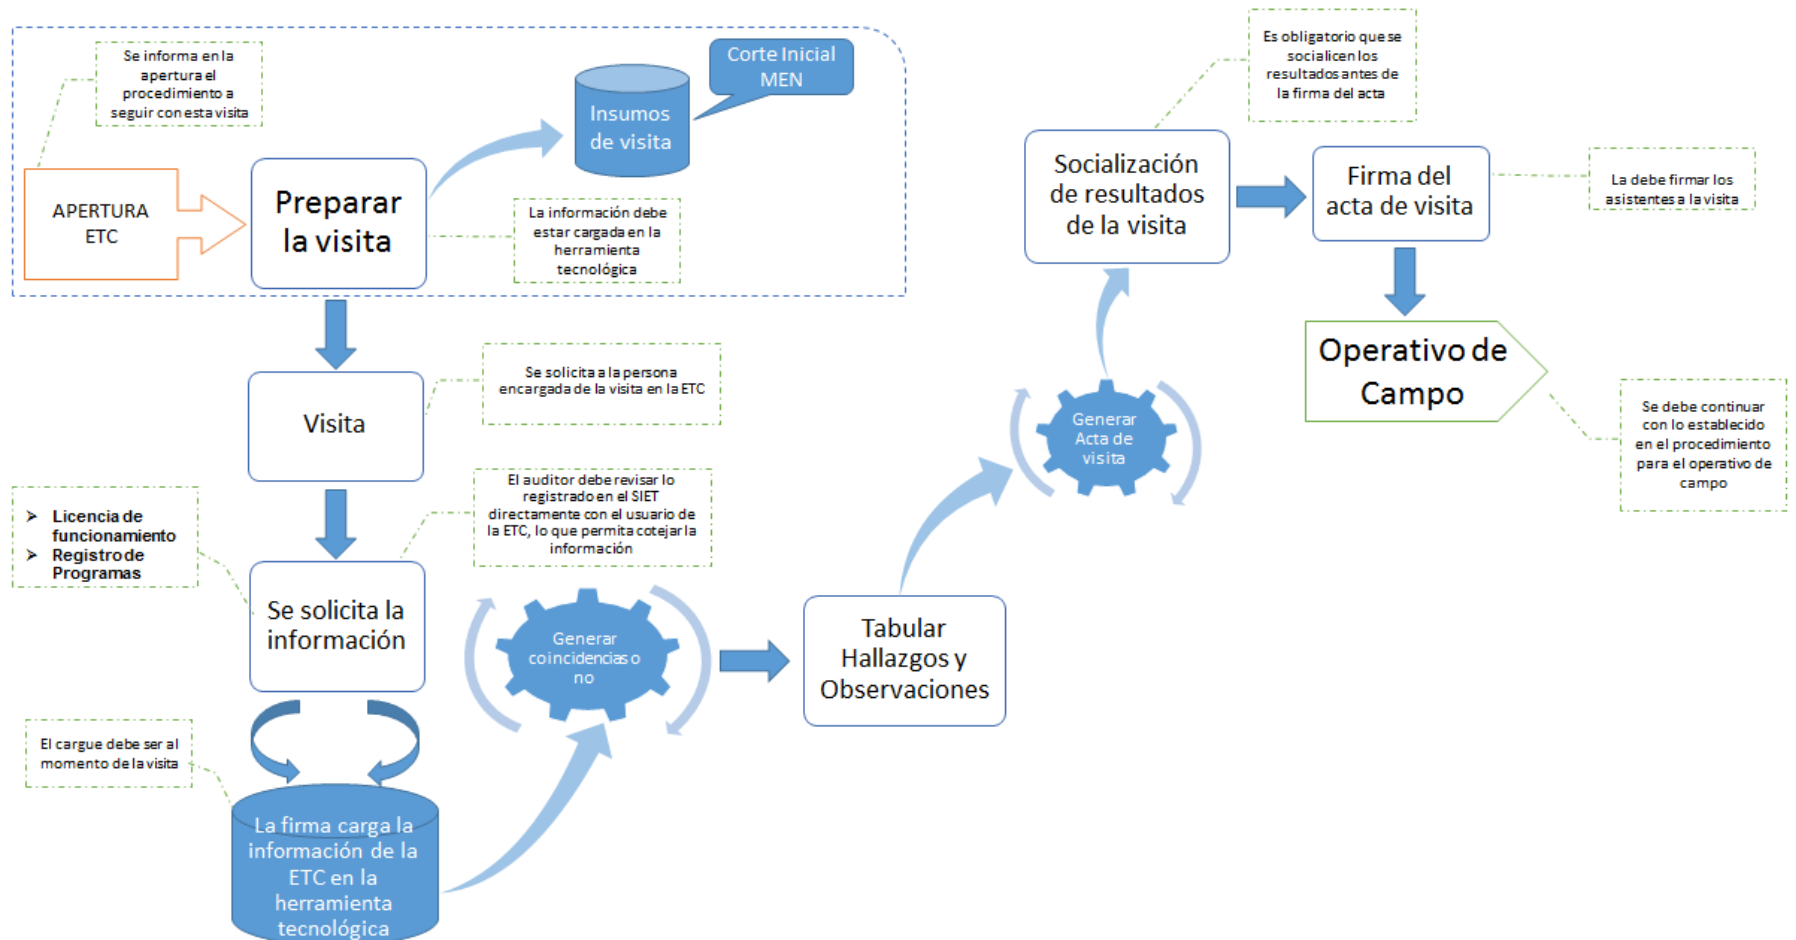 Se informa en la
apertura el
procedimiento a
seguir con esta visita
Corte Inicial
MEN
Insumos
de visita
APERTURA
ETC
Preparar
la visita
La información debe
estar cargada en la
herramienta
tecnológica
Visita
Se solicita a la persona
encargada de la visita en la ETC
El auditor debe revisar lo
registrado en el SIET
directamente con el usuario de
la ETC, lo que permita cotejar la
información
➢ Licencia de
funcionamiento
➢ Registro de
Programas
Se solicita la
información
El cargue debe ser al
momento de la visita
La firma carga la
información de la
ETC en la
herramienta
tecnológica
Generar
coincidencias o
no
Tabular
Hallazgos y
Observaciones
Generar
Acta de
visita
Socialización
de resultados
de la visita
Es obligatorio que se
socialicen los
resultados antes de
la firma del acta
Firma del
acta de visita
La debe firmar los
asistentes a la visita
Operativo de
Campo
Se debe continuar
con lo establecido
en el procedimiento
para el operativo de
campo